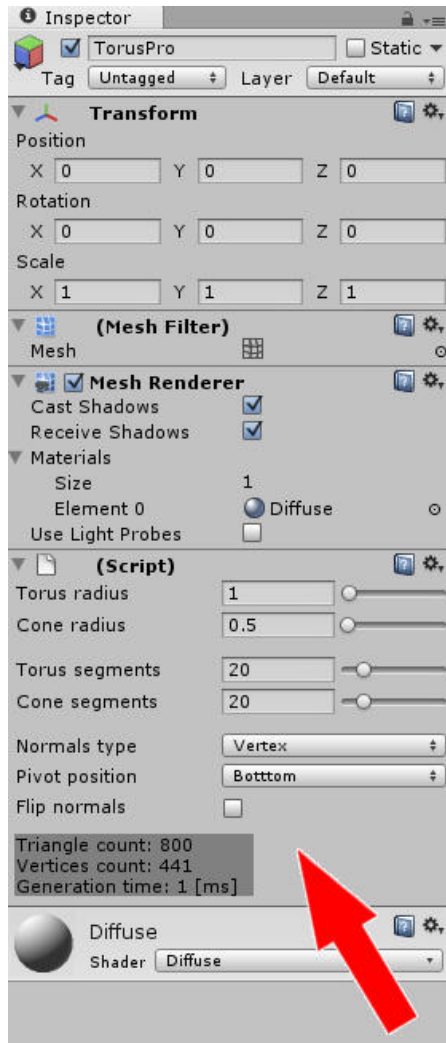 Inspector
TorusPro Static
Tag Untagged Layer Default
Transform
Position
X 0 Y 0 Z 0
Rotation
X 0 Y 0 Z 0
Scale
X 1 Y 1 Z 1
(Mesh Filter)
Mesh
Mesh Renderer
Cast Shadows
Receive Shadows
Materials
Size 1
Element 0 Diffuse
Use Light Probes
(Script)
Torus radius 1
Cone radius 0.5
Torus segments 20
Cone segments 20
Normals type Vertex
Pivot position Botttom
Flip normals
Triangle count: 800
Vertices count: 441
Generation time: 1 [ms]
Diffuse
Shader Diffuse